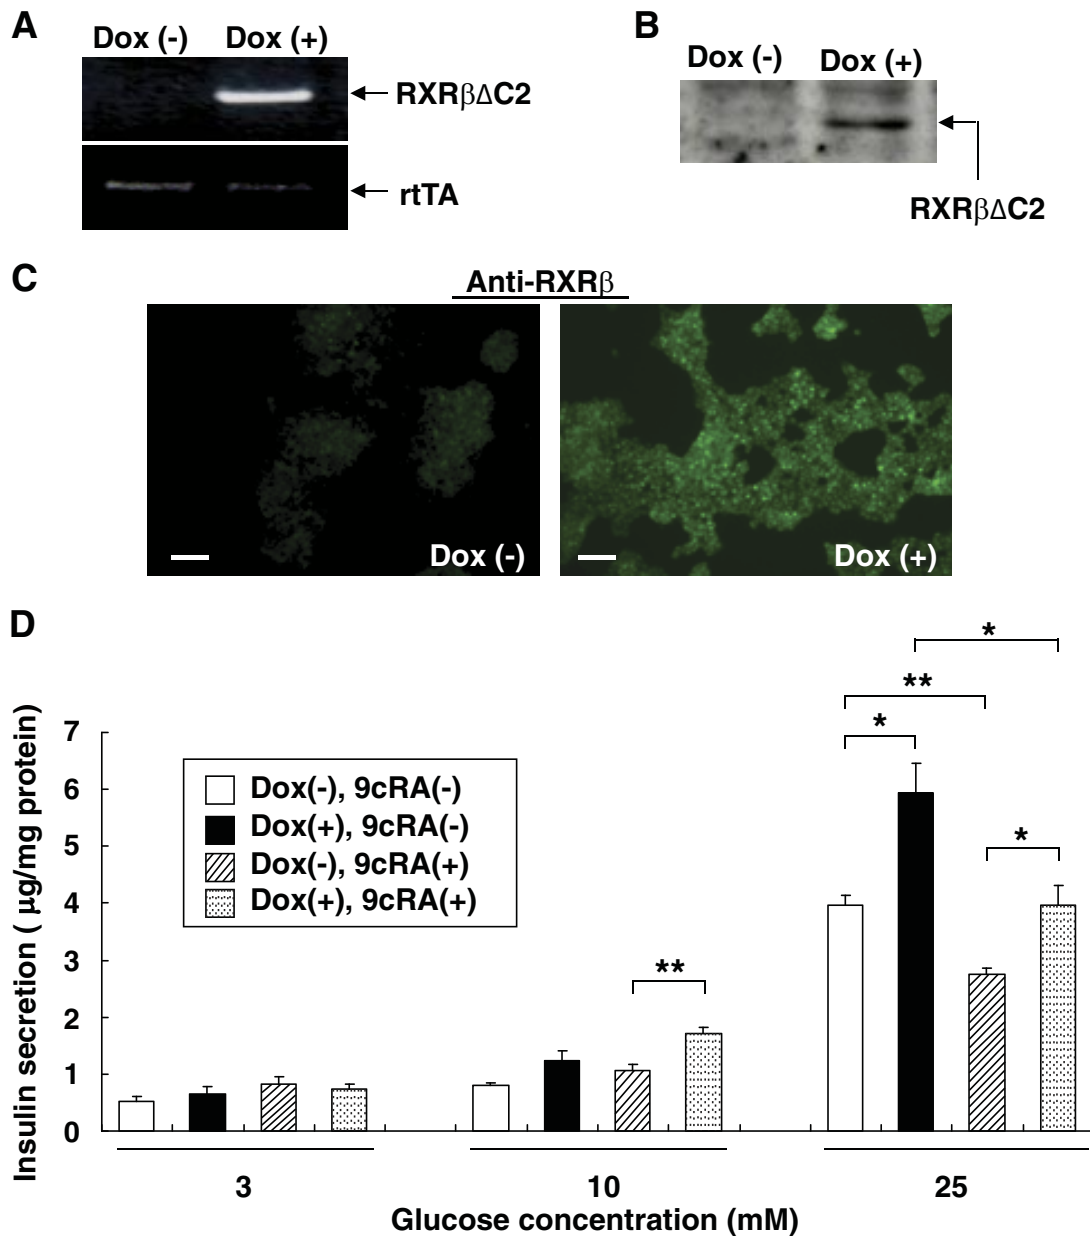 A
Dox (-) Dox (+)
RXRβΔC2
rtTA
B
Dox (-) Dox (+)
RXRβΔC2
C
Anti-RXRβ
Dox (-)
Dox (+)
D
Insulin secretion ( μg/mg protein)
7
6
5
4
3
2
1
0
Dox(-), 9cRA(-)
Dox(+), 9cRA(-)
Dox(-), 9cRA(+)
Dox(+), 9cRA(+)
**
*
**
*
*
3 10 25
Glucose concentration (mM)